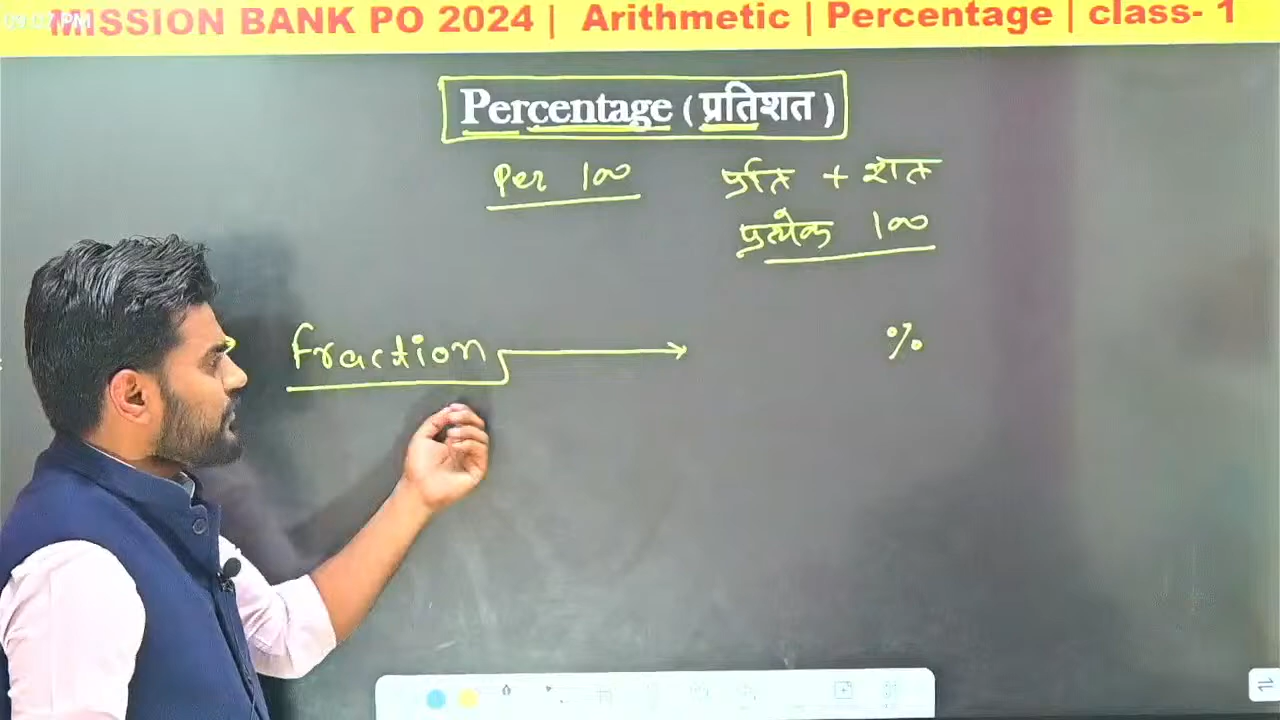 09:07 PM
MISSION BANK PO 2024 | Arithmetic | Percentage | class- 1
Percentage ( प्रतिशत )
Per 100 प्रति + शत
प्रत्येक 100
fraction %